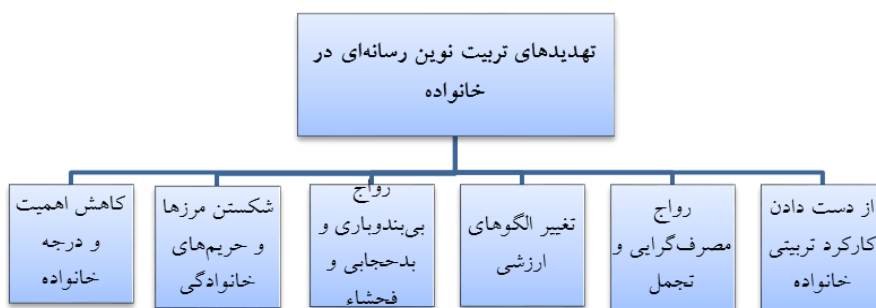 تهدیدهای تربیت نوین رسانه‌ای در
خانواده
از دست دادن
کارکرد تربیتی
خانواده
رواج
مصرف‌گرایی و
تجمل
تغییر الگوهای
ارزشی
رواج
بی‌بندوباری و
بدحجابی و
فحشاء
شکستن مرزها
و حریم‌های
خانوادگی
کاهش اهمیت
و درجه
خانواده